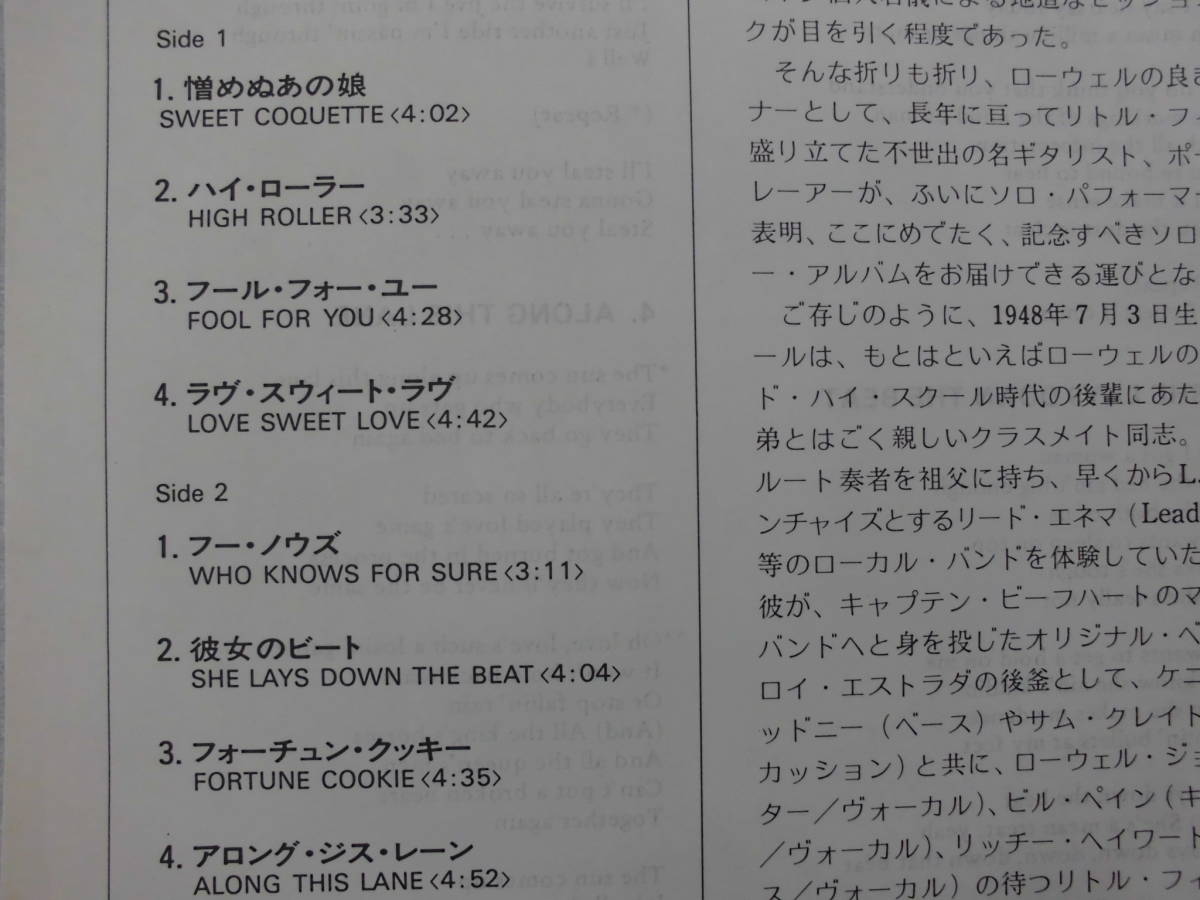 Side 1
1. 憎めぬあの娘
SWEET COQUETTE〈4:02〉
2. ハイ・ローラー
HIGH ROLLER〈3:33〉
3. フール・フォー・ユー
FOOL FOR YOU〈4:28〉
4. ラヴ・スウィート・ラヴ
LOVE SWEET LOVE〈4:42〉
Side 2
1. フー・ノウズ
WHO KNOWS FOR SURE〈3:11〉
2. 彼女のビート
SHE LAYS DOWN THE BEAT〈4:04〉
3. フォーチュン・クッキー
FORTUNE COOKIE〈4:35〉
4. アロング・ジス・レーン
ALONG THIS LANE〈4:52〉
個人名義による地道なセッション
クが目を引く程度であった。
そんな折りも折り、ローウェルの良き
ナーとして、長年に亘ってリトル・フィ
盛り立てた不世出の名ギタリスト、ポー
レーアーが、ふいにソロ・パフォーマ
表明、ここにめでたく、記念すべきソロ
ー・アルバムをお届けできる運びとな
ご存じのように、1948年7月3日生
ールは、もとはといえばローウェルの
ド・ハイ・スクール時代の後輩にあた
弟とはごく親しいクラスメイト同志。
ルート奏者を祖父に持ち、早くからL.
ンチャイズとするリード・エネマ（Lead
等のローカル・バンドを体験していた
彼が、キャプテン・ビーフハートのマ
バンドへと身を投じたオリジナル・ベ
ロイ・エストラダの後釜として、ケニ
ッドニー（ベース）やサム・クレイト
カッション）と共に、ローウェル・ジョ
ター／ヴォーカル）、ビル・ペイン（キ
／ヴォーカル）、リッチー・ヘイワード
ス／ヴォーカル）の待つリトル・フィ